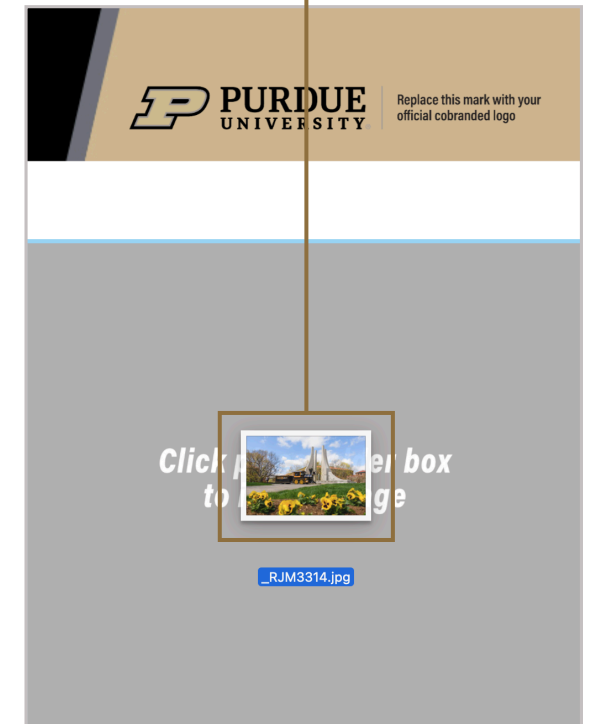 PURDUE
UNIVERSITY
Replace this mark with your
official cobranded logo
Click er box
to ge
_RJM3314.jpg